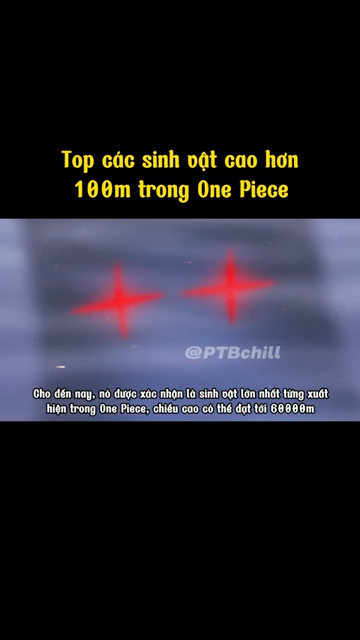 Top các sinh vật cao hơn
100m trong One Piece
@PTBchill
Cho đến nay, nó được xác nhận là sinh vật lớn nhất từng xuất
hiện trong One Piece, chiều cao có thể đạt tới 60000m